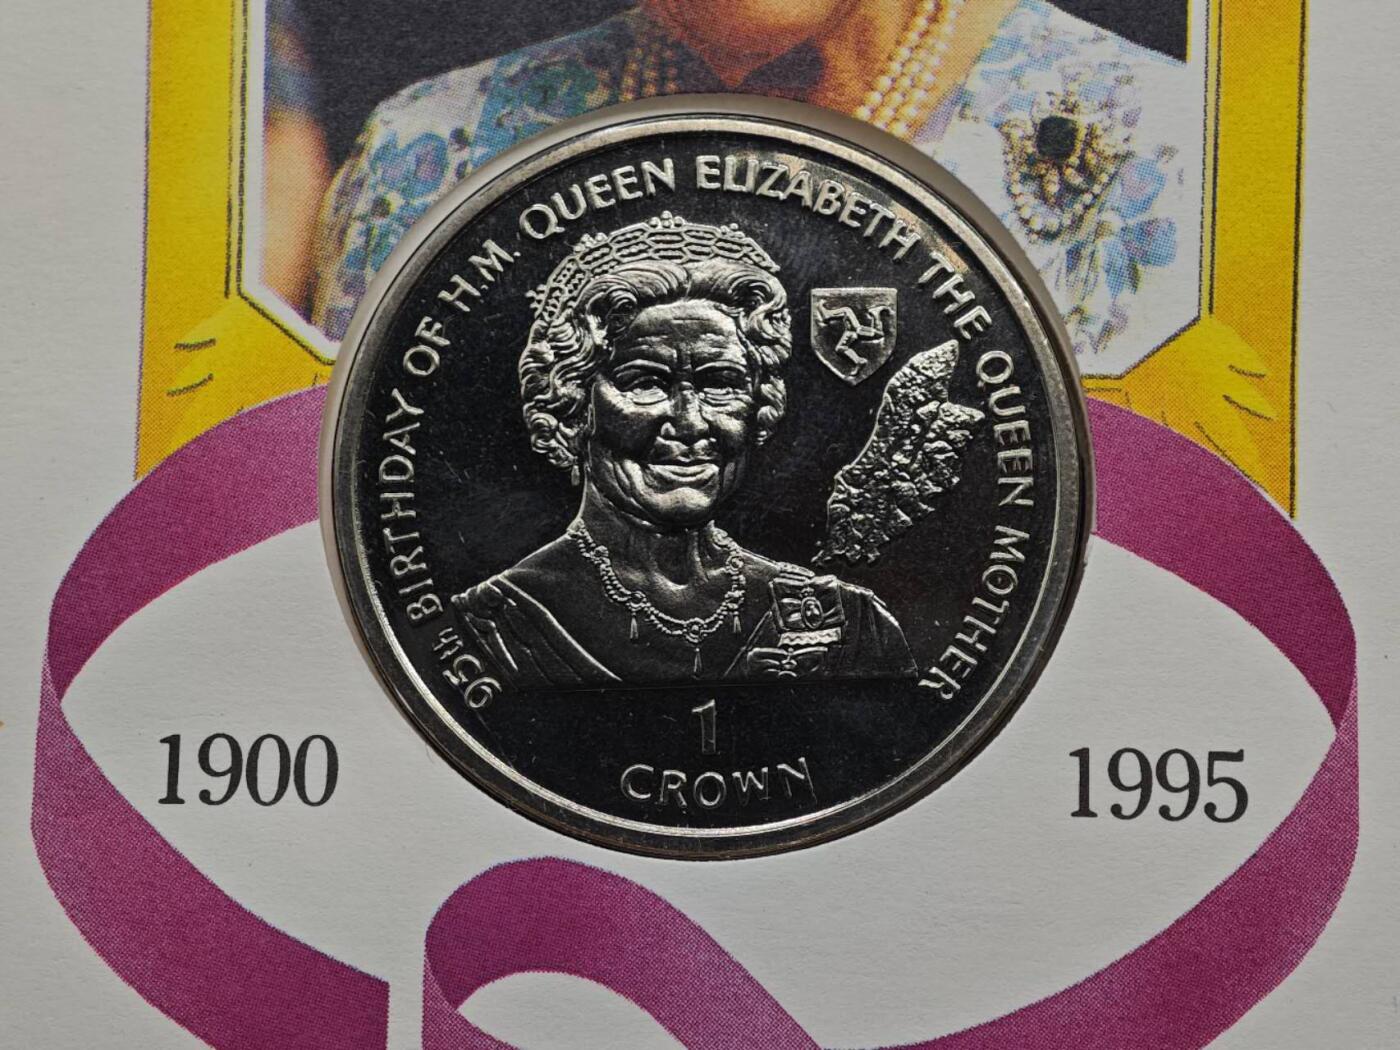 95th BIRTHDAY OF H.M. QUEEN ELIZABETH THE QUEEN MOTHER
1
CROWN
1900
1995